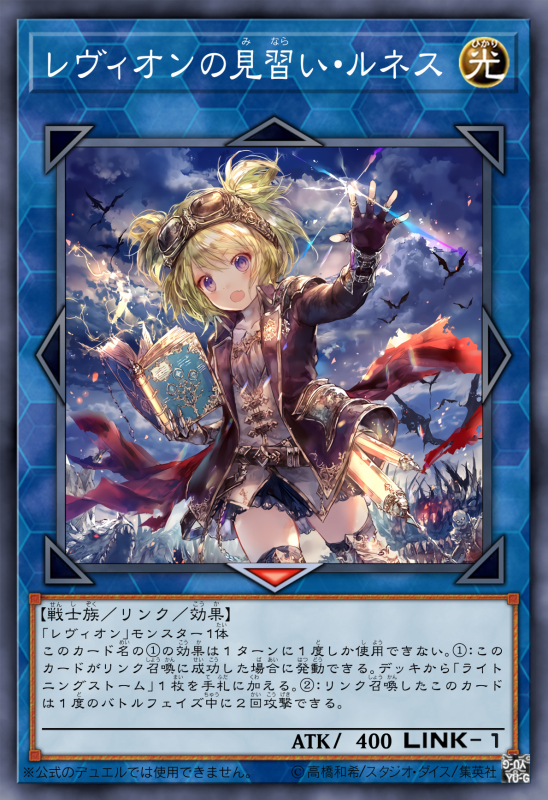 レヴィオンの見習い・ルネス
光
【戦士族／リンク／効果】
「レヴィオン」モンスター1体
このカード名の①の効果は1ターンに1度しか使用できない。①：この
カードがリンク召喚に成功した場合に発動できる。デッキから「ライト
ニングストーム」1枚を手札に加える。②：リンク召喚したこのカード
は1度のバトルフェイズ中に2回攻撃できる。
ATK/ 400 LINK-1
※公式のデュエルでは使用できません。 ©高橋和希/スタジオ・ダイス/集英社